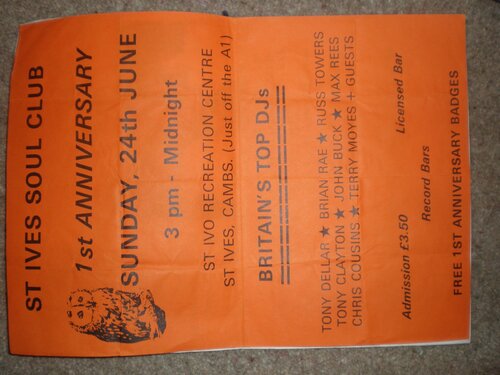 ST IVES SOUL CLUB
1st ANNIVERSARY
SUNDAY, 24th JUNE
3 pm - Midnight
ST IVO RECREATION CENTRE
ST IVES, CAMBS. (Just off the A1)
BRITAIN'S TOP DJs
TONY DELLAR ★ BRIAN RAE ★ RUSS TOWERS
TONY CLAYTON ★ JOHN BUCK ★ MAX REES
CHRIS COUSINS ★ TERRY MOYES + GUESTS
Admission £3.50
Record Bars
Licensed Bar
FREE 1ST ANNIVERSARY BADGES